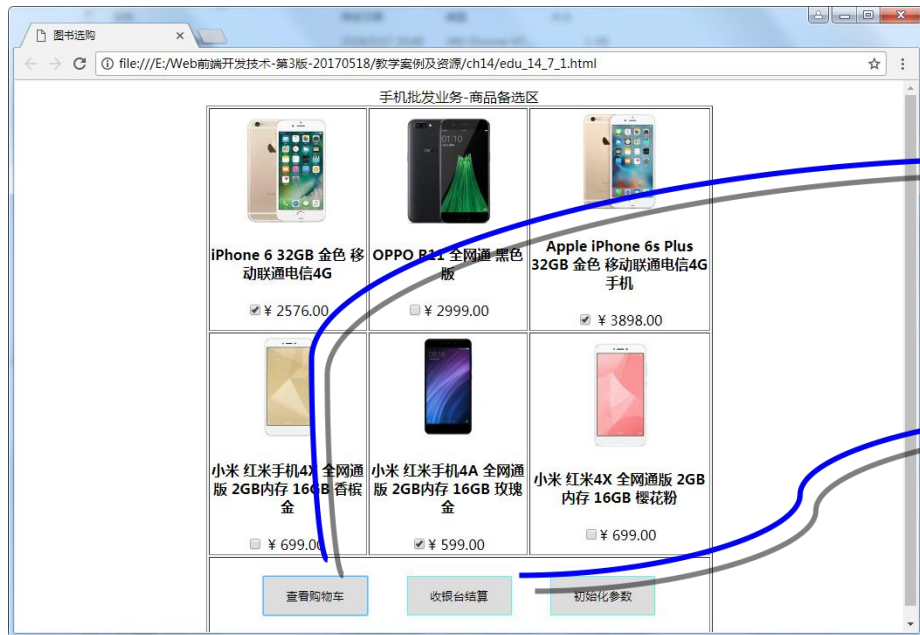 图书选购
file:///E:/Web前端开发技术-第3版-20170518/教学案例及资源/ch14/edu_14_7_1.html
手机批发业务-商品备选区
iPhone 6 32GB 金色 移
动联通电信4G
¥ 2576.00
OPPO R11 全网通 黑色
版
¥ 2999.00
Apple iPhone 6s Plus
32GB 金色 移动联通电信4G
手机
¥ 3898.00
小米 红米手机4X 全网通
版 2GB内存 16GB 香槟
金
¥ 699.00
小米 红米手机4A 全网通
版 2GB内存 16GB 玫瑰
金
¥ 599.00
小米 红米4X 全网通版 2GB
内存 16GB 樱花粉
¥ 699.00
查看购物车
收银台结算
初始化参数